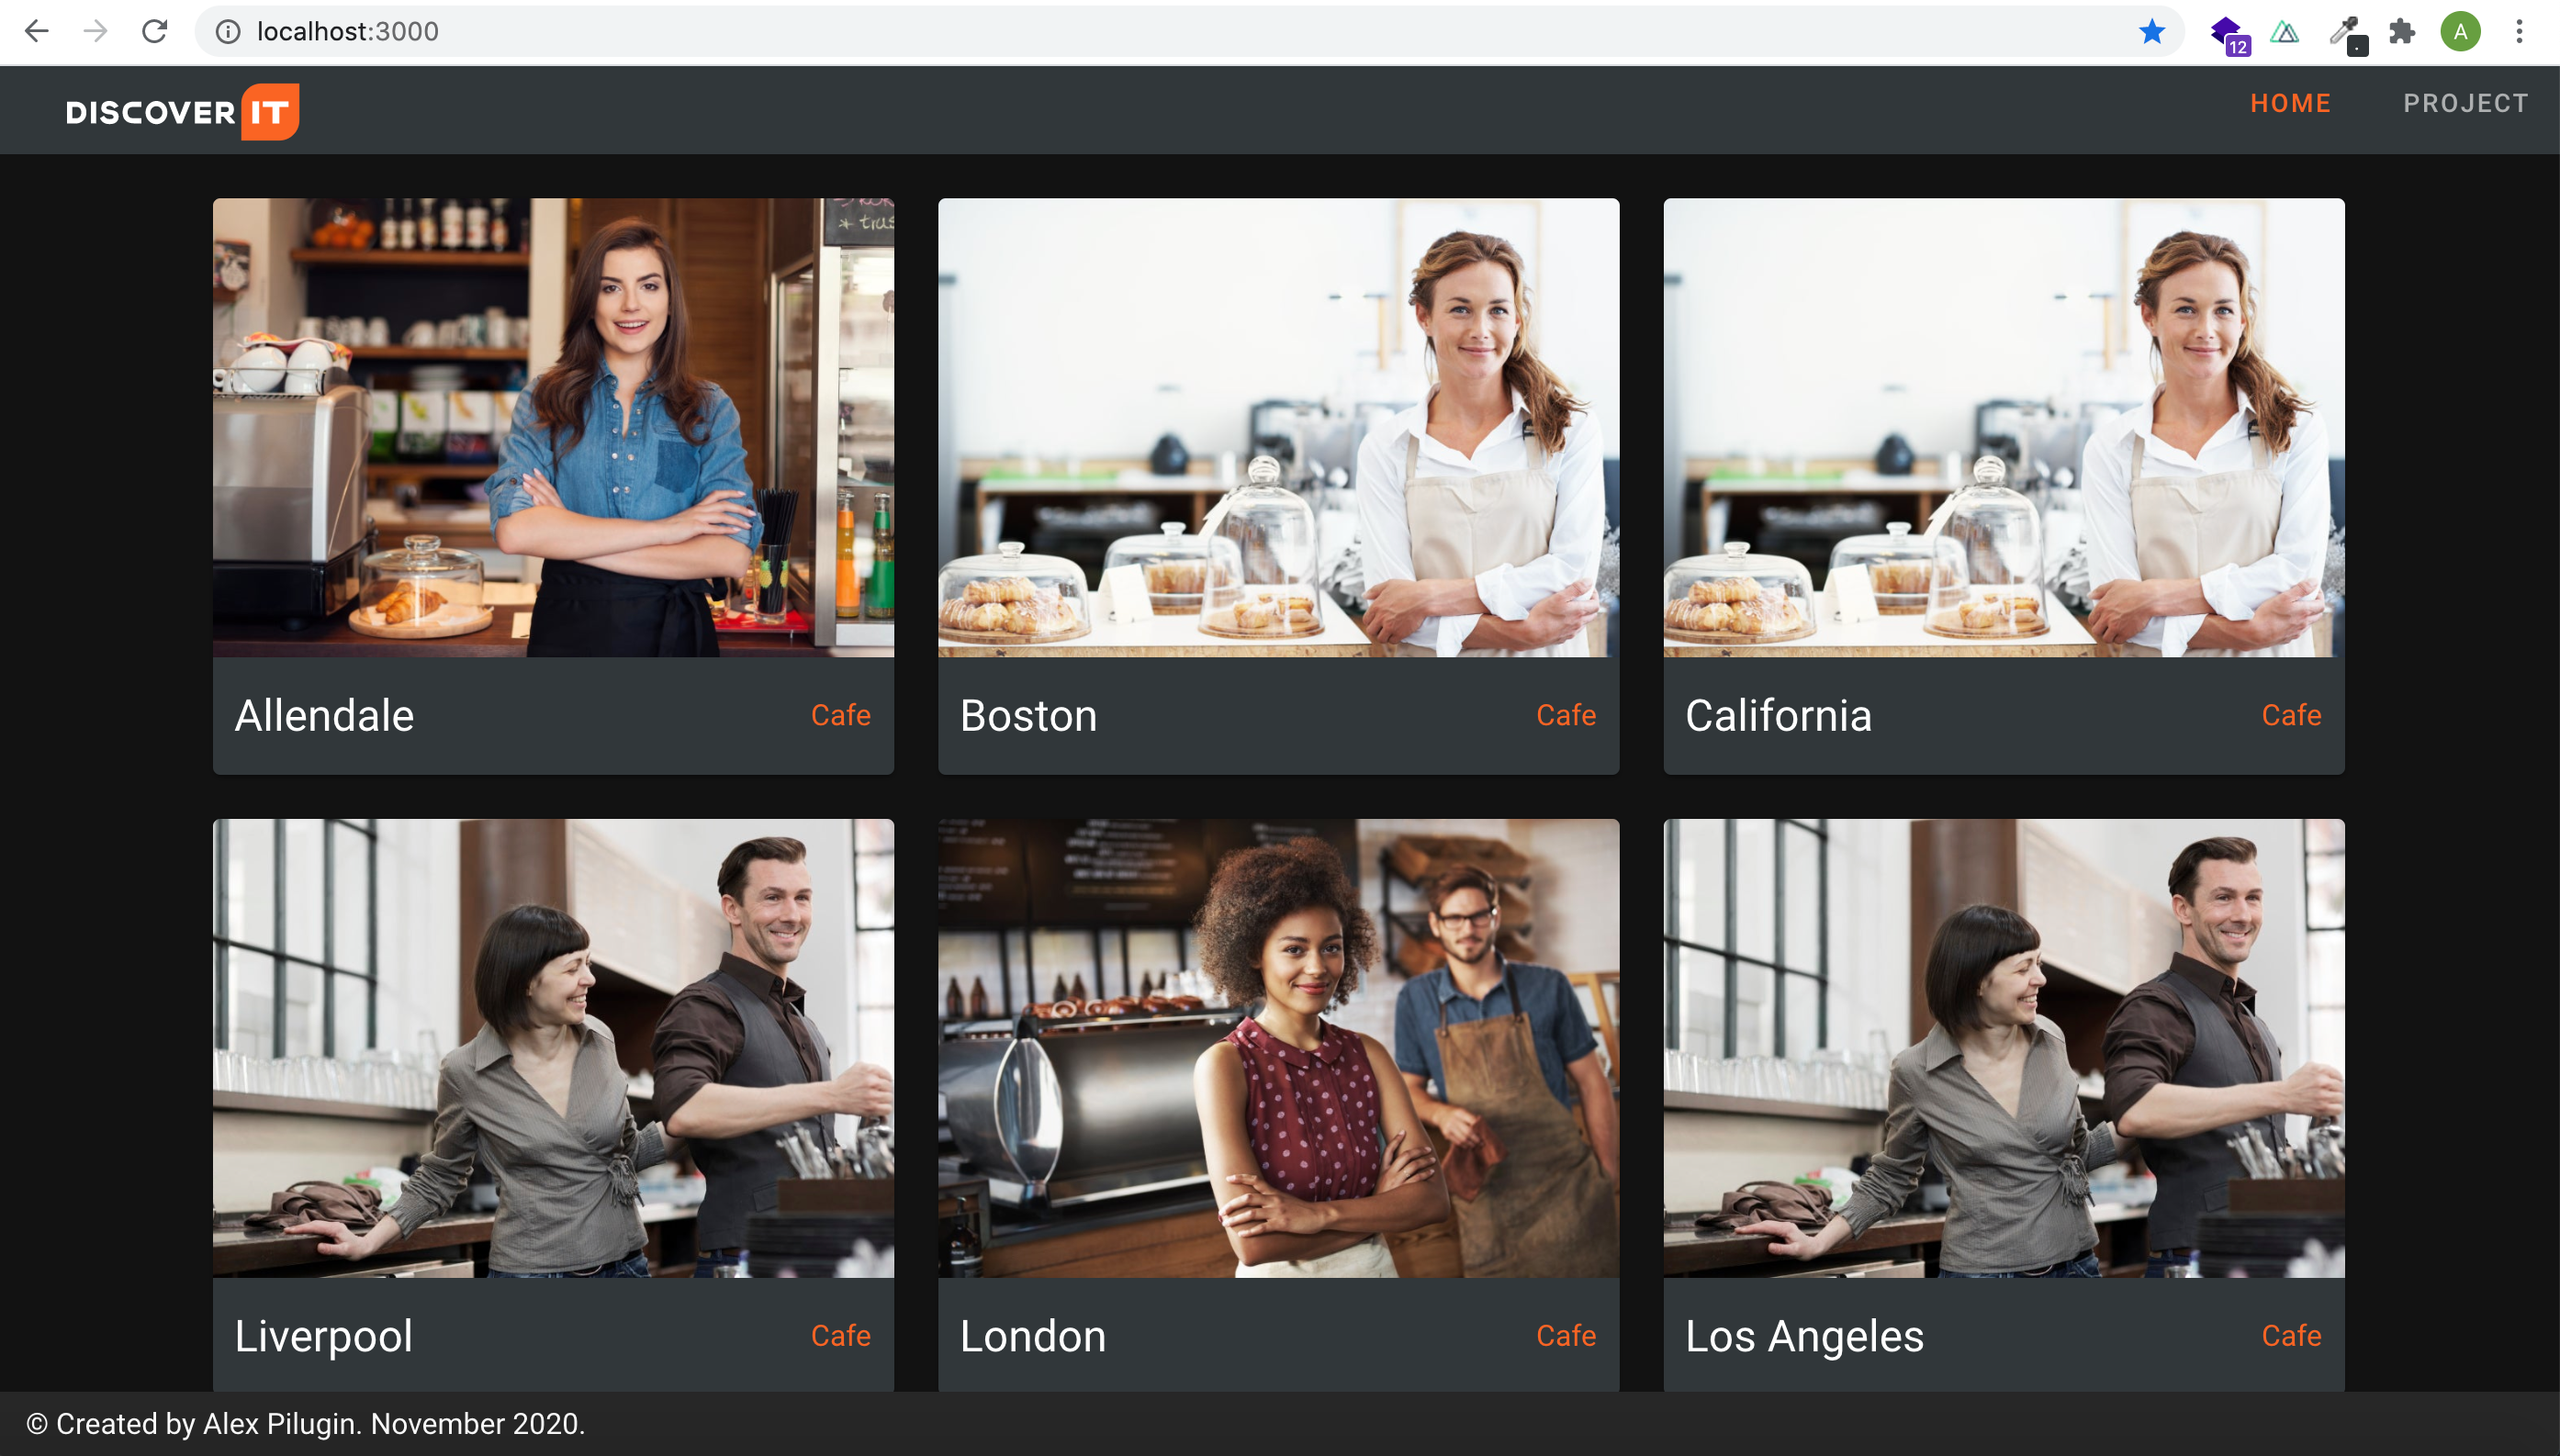 localhost:3000
12
A
DISCOVER IT
HOME
PROJECT
Allendale
Cafe
Boston
Cafe
California
Cafe
Liverpool
Cafe
London
Cafe
Los Angeles
Cafe
© Created by Alex Pilugin. November 2020.